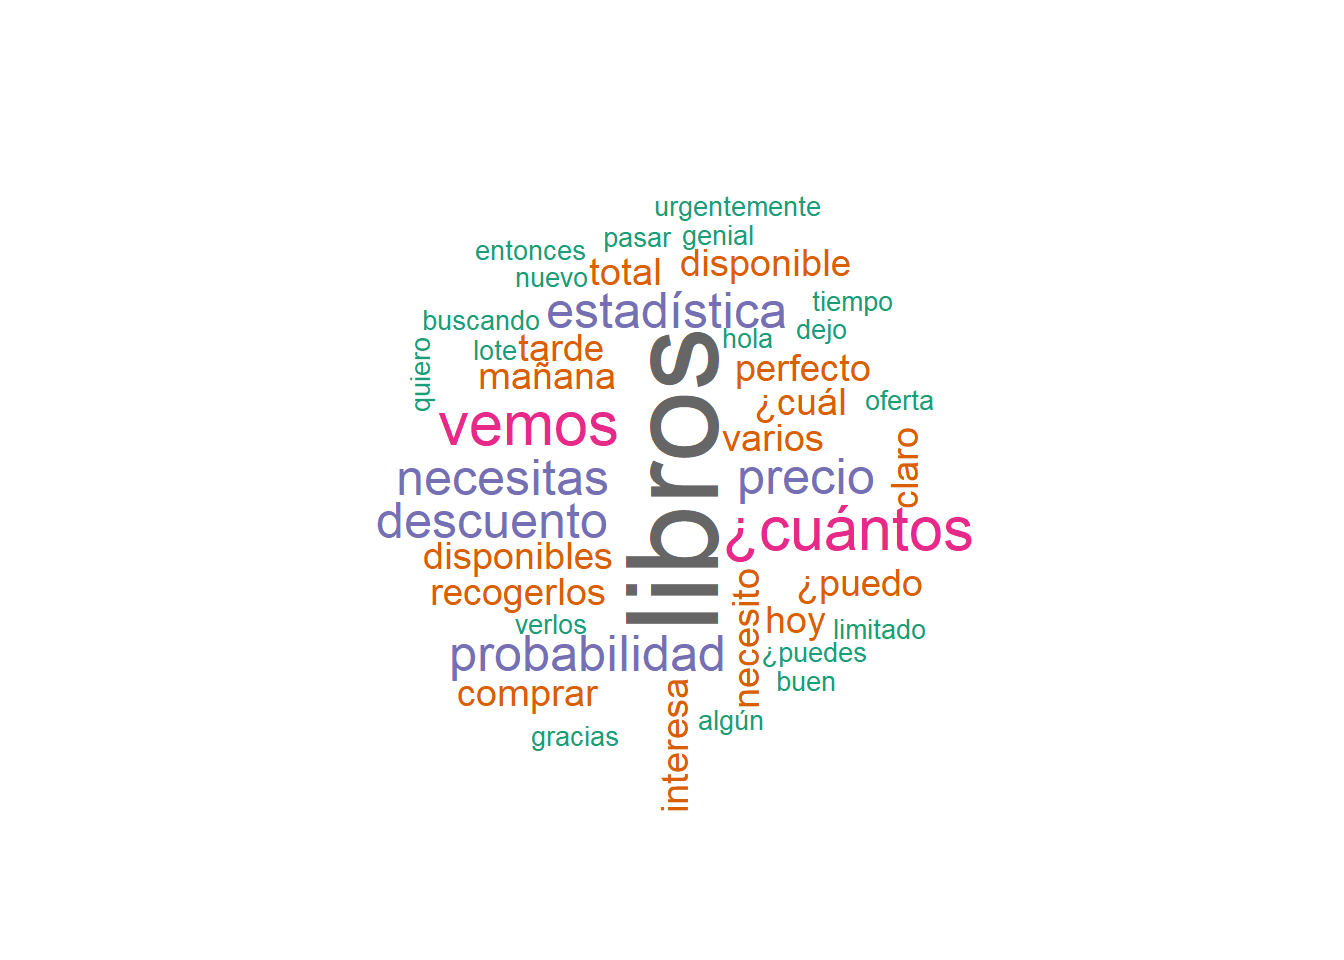 urgentemente
pasar
genial
entonces
nuevo
total
disponible
estadística
tiempo
buscando
hola
dejo
quiero
lote
tarde
mañana
perfecto
¿cuál
oferta
vemos
libros
varios
claro
necesitas
precio
descuento
¿cuántos
disponibles
recogerlos
necesito
¿puedo
verlos
hoy
limitado
probabilidad
¿puedes
comprar
buen
gracias
interesa
algún